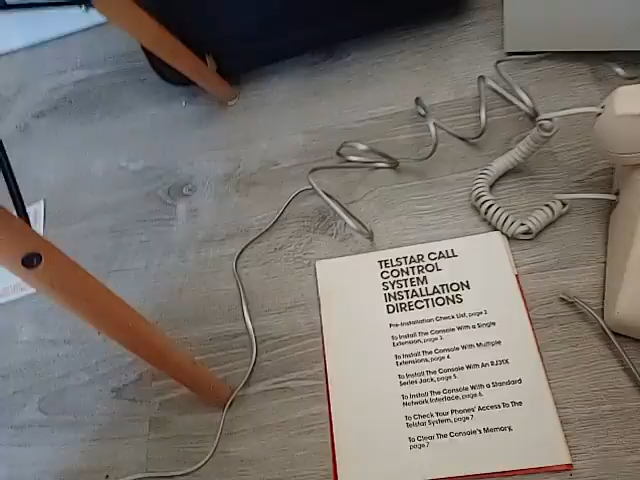 TELSTAR CALL
CONTROL
SYSTEM
INSTALLATION
DIRECTIONS
Pre-Installation Check List, page 2
To Install The Console With a Single
Extension, page 3.
To Install The Console With Multiple
Extensions, page 4.
To Install The Console With An RJ31X
Series Jack, page 5.
To Install The Console With a Standard
Network Interface, page 6.
To Check Your Phones' Access To The
Telstar System, page 7
To Clear The Console's Memory,
page 7